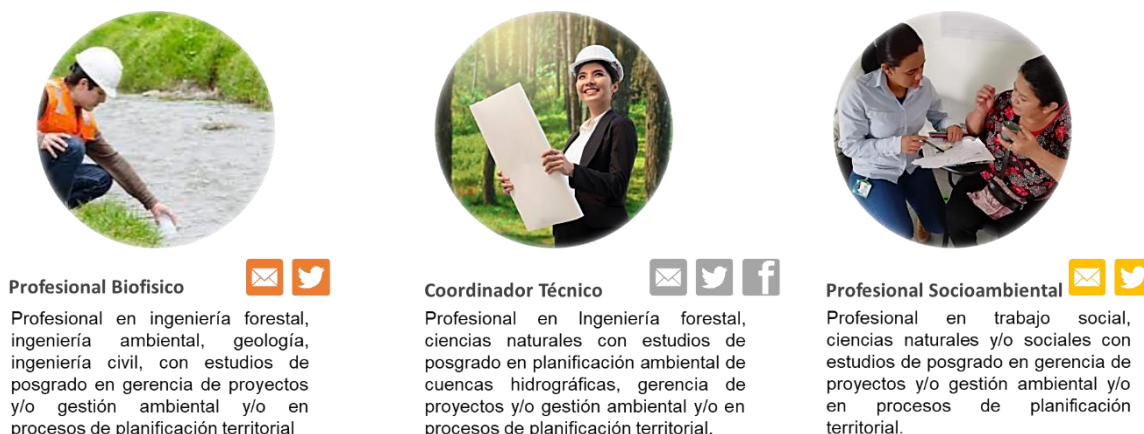 Profesional Biofisico
Profesional en ingeniería forestal,
ingeniería ambiental, geología,
ingeniería civil, con estudios de
posgrado en gerencia de proyectos
y/o gestión ambiental y/o en
procesos de planificación territorial
Coordinador Técnico
Profesional en Ingeniería forestal,
ciencias naturales con estudios de
posgrado en planificación ambiental de
cuencas hidrográficas, gerencia de
proyectos y/o gestión ambiental y/o en
procesos de planificación territorial.
Profesional Socioambiental
Profesional en trabajo social,
ciencias naturales y/o sociales con
estudios de posgrado en gerencia de
proyectos y/o gestión ambiental y/o
en procesos de planificación
territorial.